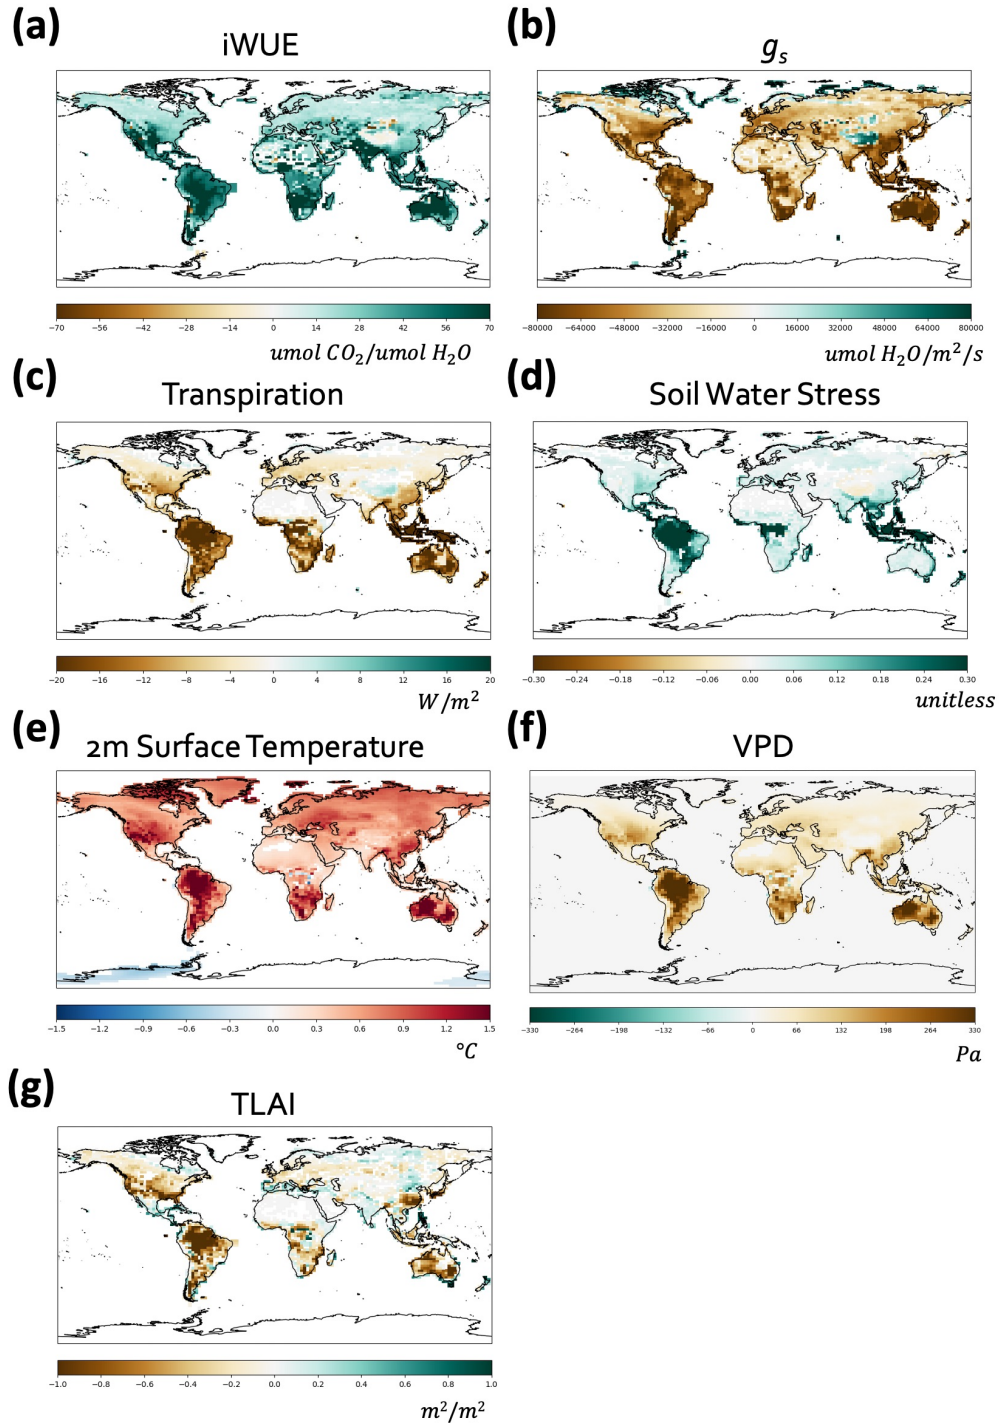 (a)
iWUE
−70 −56 −42 −28 −14 0 14 28 42 56 70
umol CO₂/umol H₂O
(b)
gₛ
−80000 −64000 −48000 −32000 −16000 0 16000 32000 48000 64000 80000
umol H₂O/m²/s
(c)
Transpiration
−20 −16 −12 −8 −4 0 4 8 12 16 20
W/m²
(d)
Soil Water Stress
−0.30 −0.24 −0.18 −0.12 −0.06 0.00 0.06 0.12 0.18 0.24 0.30
unitless
(e)
2m Surface Temperature
−1.5 −1.2 −0.9 −0.6 −0.3 0.0 0.3 0.6 0.9 1.2 1.5
°C
(f)
VPD
−330 −264 −198 −132 −66 0 66 132 198 264 330
Pa
(g)
TLAI
−1.0 −0.8 −0.6 −0.4 −0.2 0.0 0.2 0.4 0.6 0.8 1.0
m²/m²